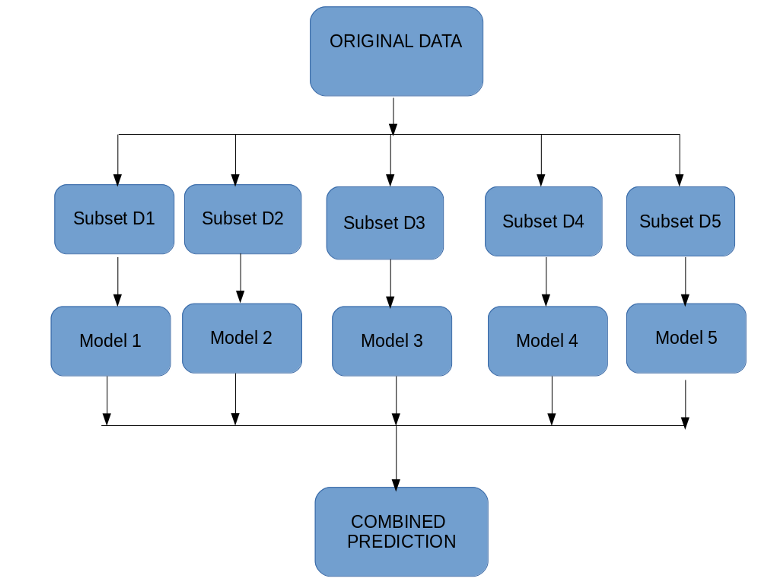 ORIGINAL DATA
Subset D1
Subset D2
Subset D3
Subset D4
Subset D5
Model 1
Model 2
Model 3
Model 4
Model 5
COMBINED
PREDICTION